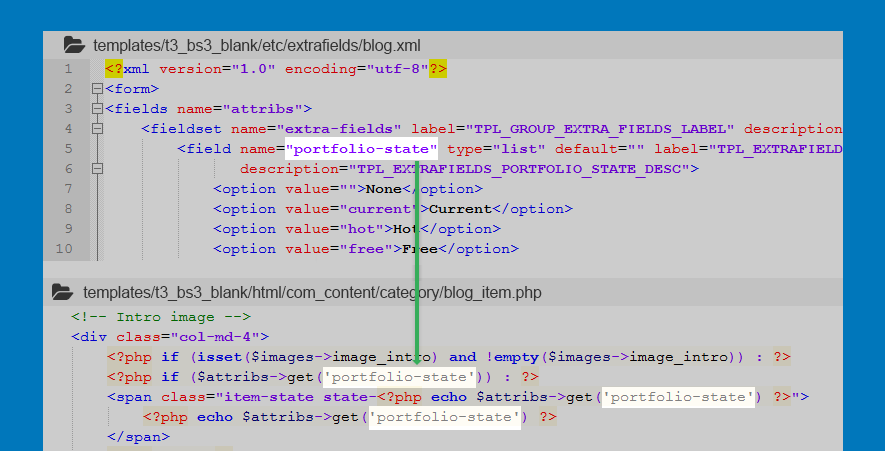 templates/t3_bs3_blank/etc/extrafields/blog.xml
1 <?xml version="1.0" encoding="utf-8"?>
2 <form>
3 <fields name="attribs">
4 <fieldset name="extra-fields" label="TPL_GROUP_EXTRA_FIELDS_LABEL" description
5 <field name="portfolio-state" type="list" default="" label="TPL_EXTRAFIELD
6 description="TPL_EXTRAFIELDS_PORTFOLIO_STATE_DESC">
7 <option value="">None</option>
8 <option value="current">Current</option>
9 <option value="hot">Hot</option>
10 <option value="free">Free</option>
templates/t3_bs3_blank/html/com_content/category/blog_item.php
<!-- Intro image -->
<div class="col-md-4">
<?php if (isset($images->image_intro) and !empty($images->image_intro)) : ?>
<?php if ($attribs->get('portfolio-state')) : ?>
<span class="item-state state-<?php echo $attribs->get('portfolio-state') ?>">
<?php echo $attribs->get('portfolio-state') ?>
</span>